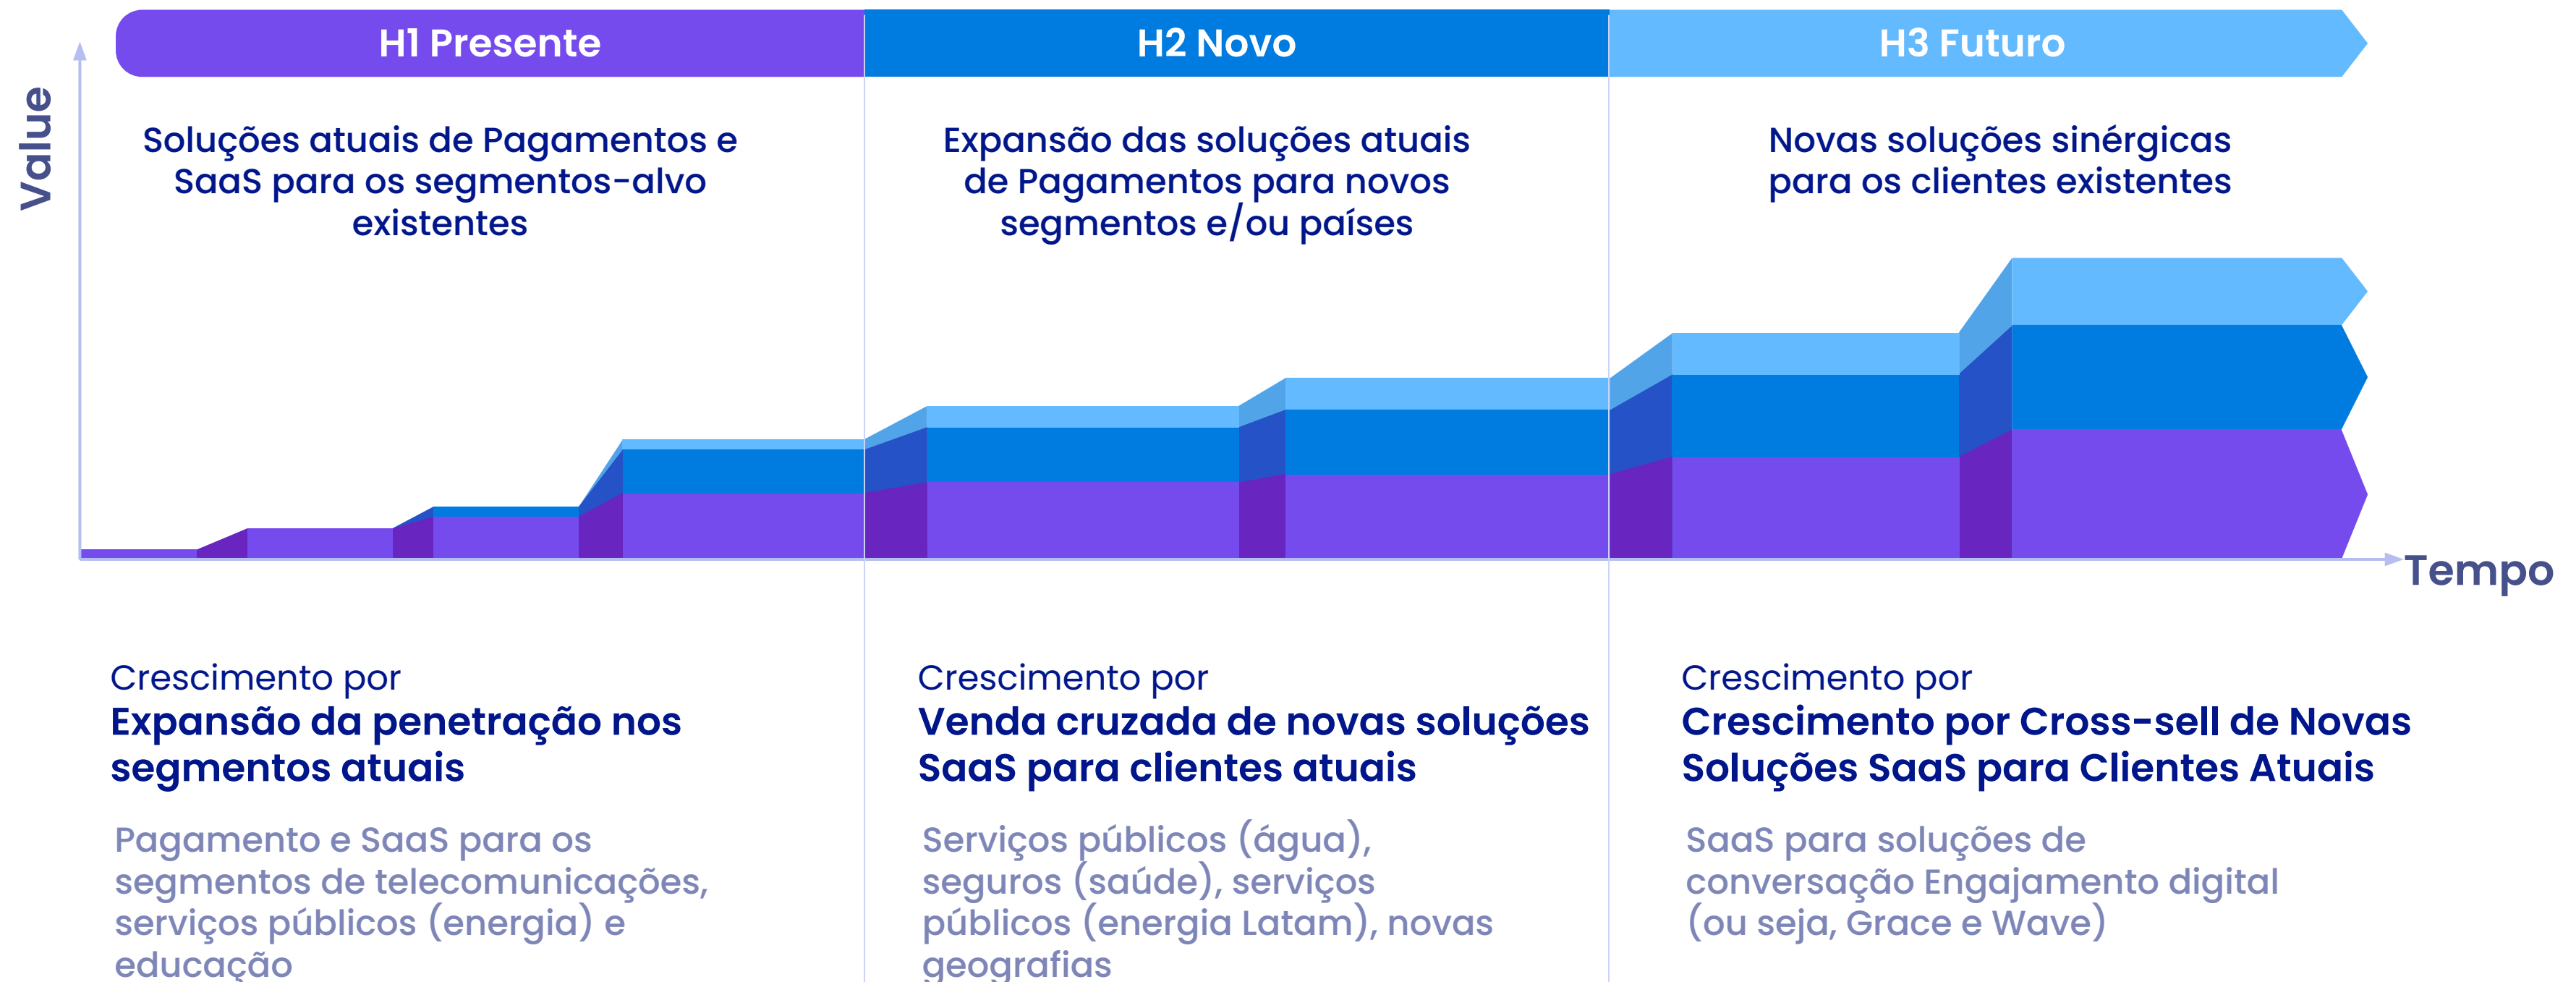 H1 Presente
H2 Novo
H3 Futuro
Value
Soluções atuais de Pagamentos e
SaaS para os segmentos-alvo
existentes
Expansão das soluções atuais
de Pagamentos para novos
segmentos e/ou países
Novas soluções sinérgicas
para os clientes existentes
Tempo
Crescimento por
Expansão da penetração nos
segmentos atuais
Pagamento e SaaS para os
segmentos de telecomunicações,
serviços públicos (energia) e
educação
Crescimento por
Venda cruzada de novas soluções
SaaS para clientes atuais
Serviços públicos (água),
seguros (saúde), serviços
públicos (energia Latam), novas
geografias
Crescimento por
Crescimento por Cross-sell de Novas
Soluções SaaS para Clientes Atuais
SaaS para soluções de
conversação Engajamento digital
(ou seja, Grace e Wave)